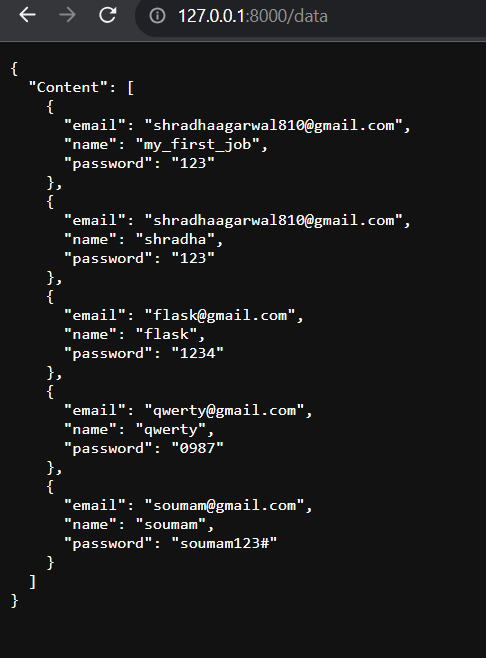 127.0.0.1:8000/data
{
  "Content": [
    {
      "email": "shradhaagarwal810@gmail.com",
      "name": "my_first_job",
      "password": "123"
    },
    {
      "email": "shradhaagarwal810@gmail.com",
      "name": "shradha",
      "password": "123"
    },
    {
      "email": "flask@gmail.com",
      "name": "flask",
      "password": "1234"
    },
    {
      "email": "qwerty@gmail.com",
      "name": "qwerty",
      "password": "0987"
    },
    {
      "email": "soumam@gmail.com",
      "name": "soumam",
      "password": "soumam123#"
    }
  ]
}